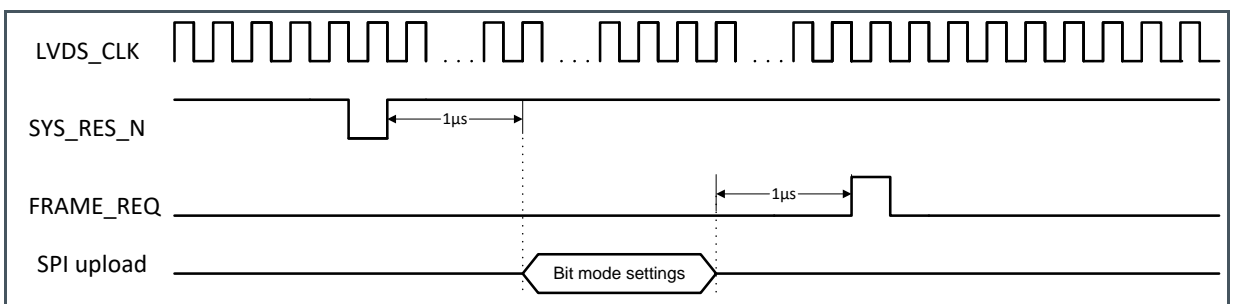 LVDS_CLK
... ... ...
SYS_RES_N
1µs
FRAME_REQ
1µs
SPI upload
Bit mode settings